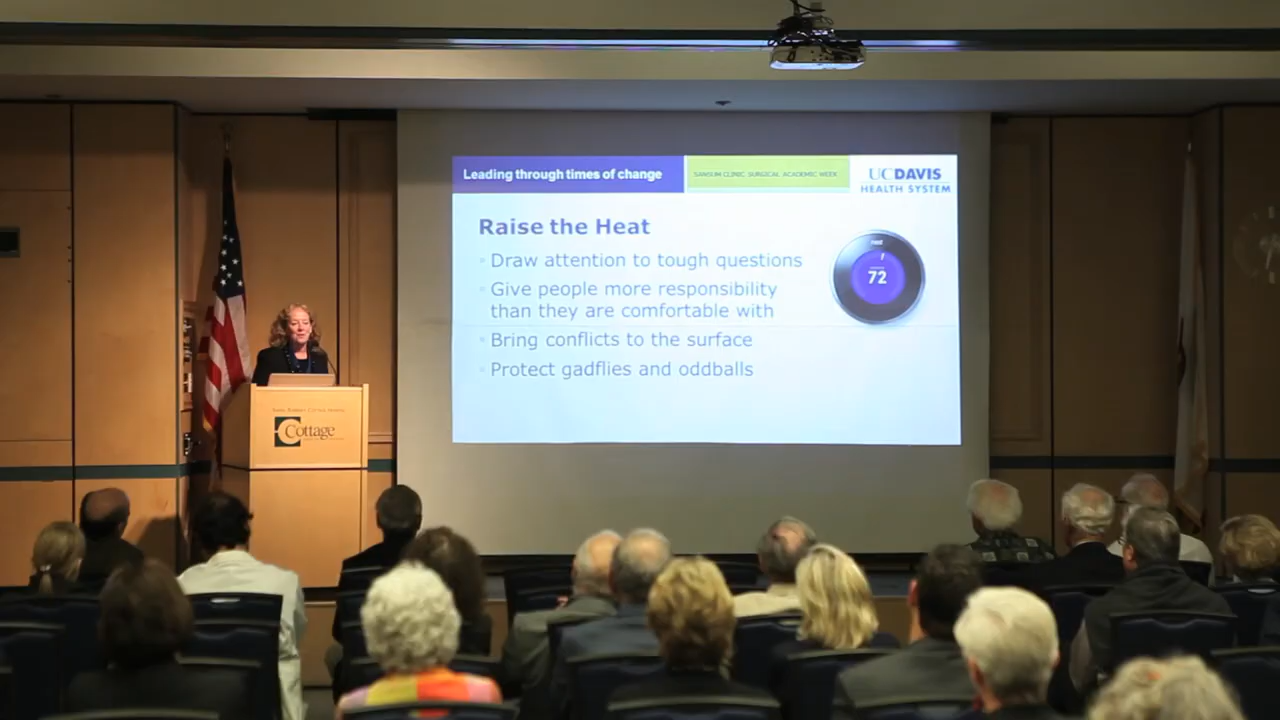 Leading through times of change
SANSUM CLINIC SURGICAL ACADEMIC WEEK
UCDAVIS
HEALTH SYSTEM
Raise the Heat
Draw attention to tough questions
Give people more responsibility
than they are comfortable with
Bring conflicts to the surface
Protect gadflies and oddballs
nest
72
Cottage